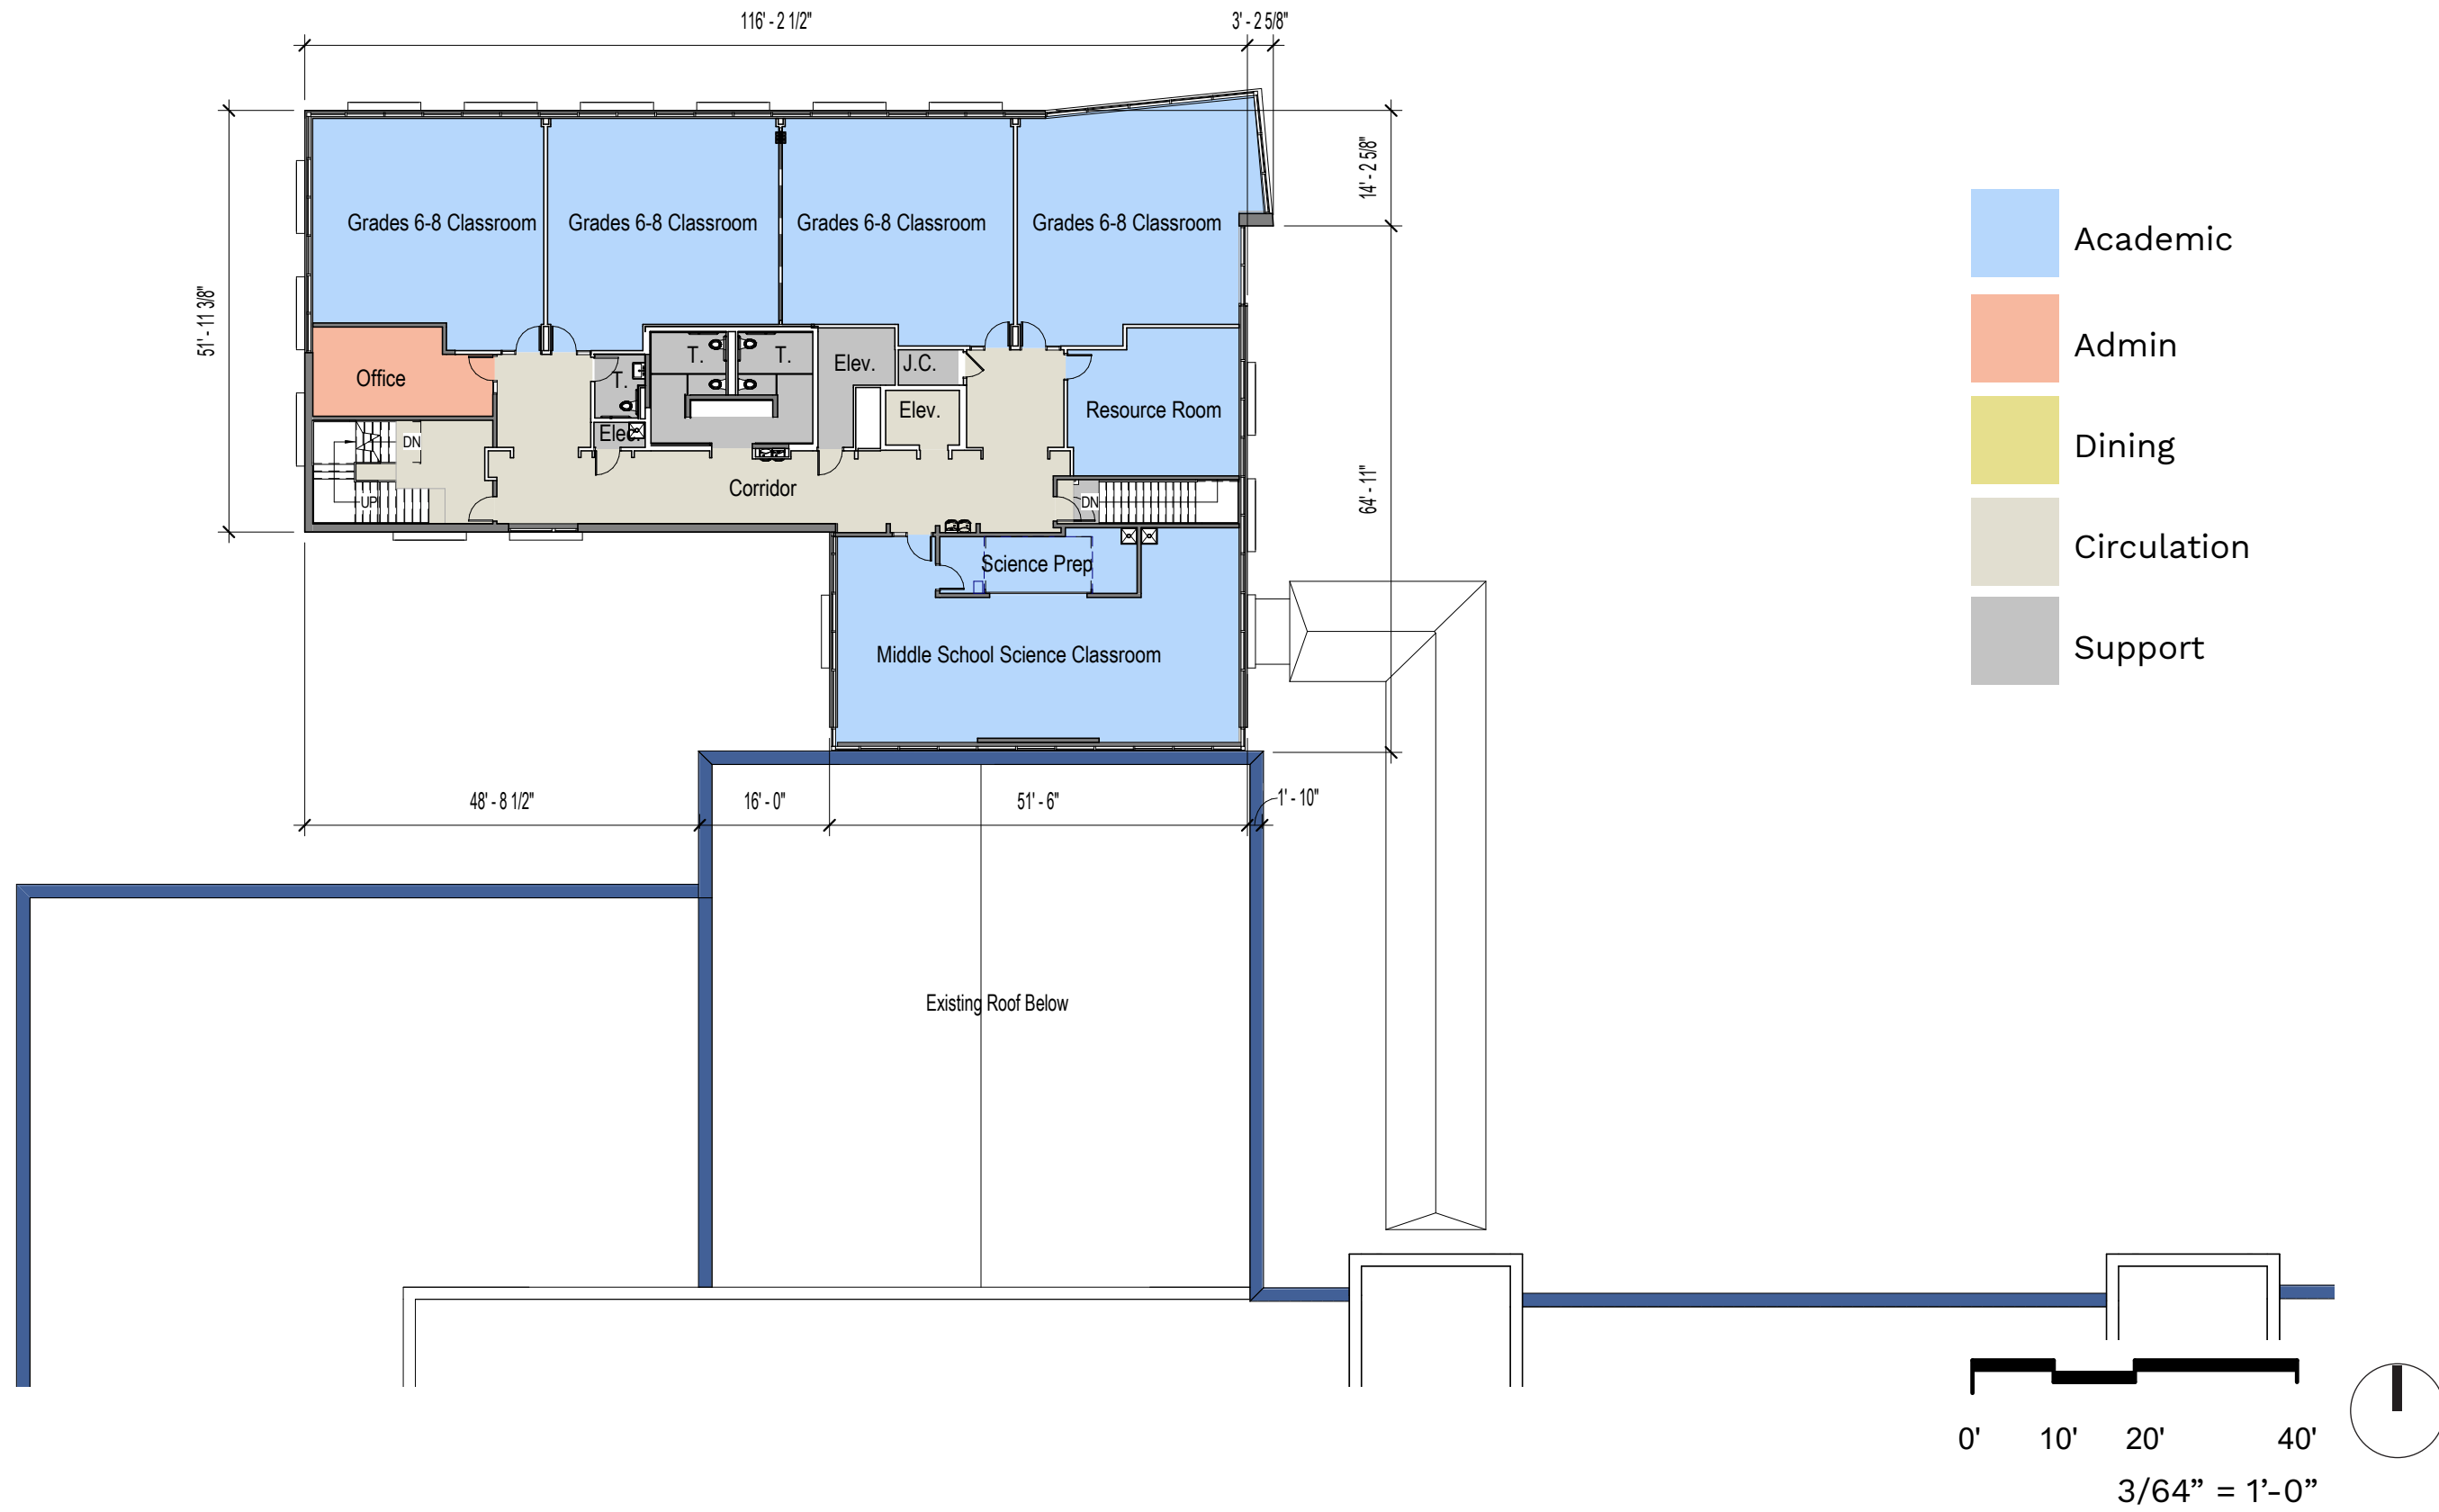 116' - 2 1/2"
3' - 2 5/8"
14' - 2 5/8"
51' - 11 3/8"
64' - 11"
Grades 6-8 Classroom
Grades 6-8 Classroom
Grades 6-8 Classroom
Grades 6-8 Classroom
Office
T.
T.
T.
Elev.
J.C.
Elev.
Resource Room
Elec.
DN
UP
Corridor
DN
Science Prep
Middle School Science Classroom
48' - 8 1/2"
16' - 0"
51' - 6"
1' - 10"
Existing Roof Below
Academic
Admin
Dining
Circulation
Support
0' 10' 20' 40'
3/64” = 1’-0”